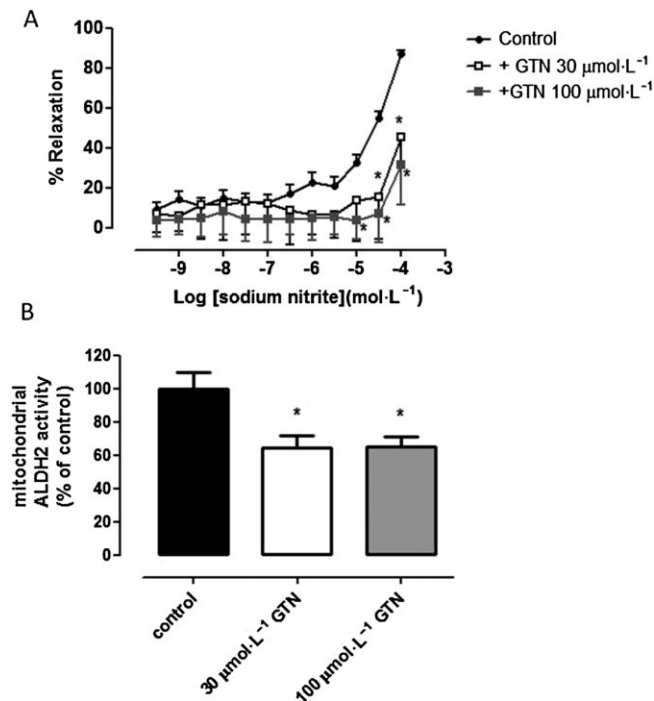 A
Control
+ GTN 30 μmol·L⁻¹
+GTN 100 μmol·L⁻¹
% Relaxation
100
80
60
40
20
0
* * * * *
-9 -8 -7 -6 -5 -4 -3
Log [sodium nitrite](mol·L⁻¹)
B
mitochondrial
ALDH2 activity
(% of control)
120
100
80
60
40
20
0
* *
control
30 μmol·L⁻¹ GTN
100 μmol·L⁻¹ GTN